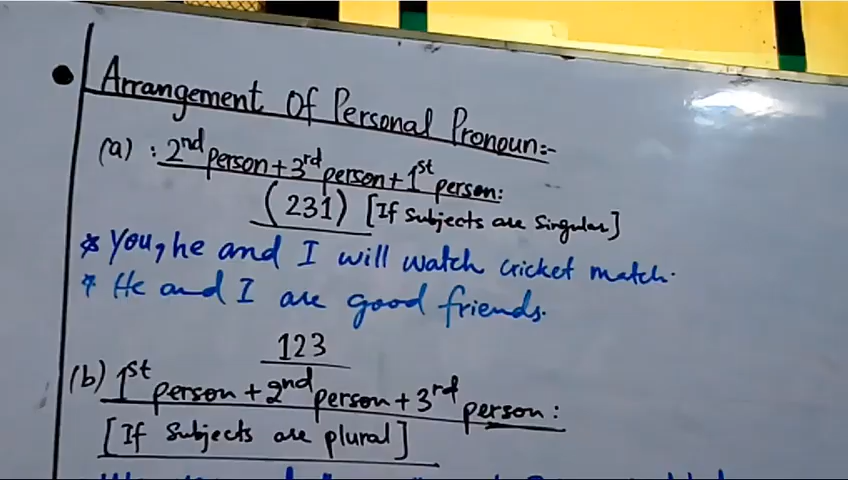 Arrangement Of Personal Pronoun:-
(a) : 2nd person + 3rd person + 1st person:
(231) [If Subjects are Singular]
* You, he and I will watch cricket match.
* He and I are good friends.
123
(b) 1st person + 2nd person + 3rd person:
[If Subjects are plural]